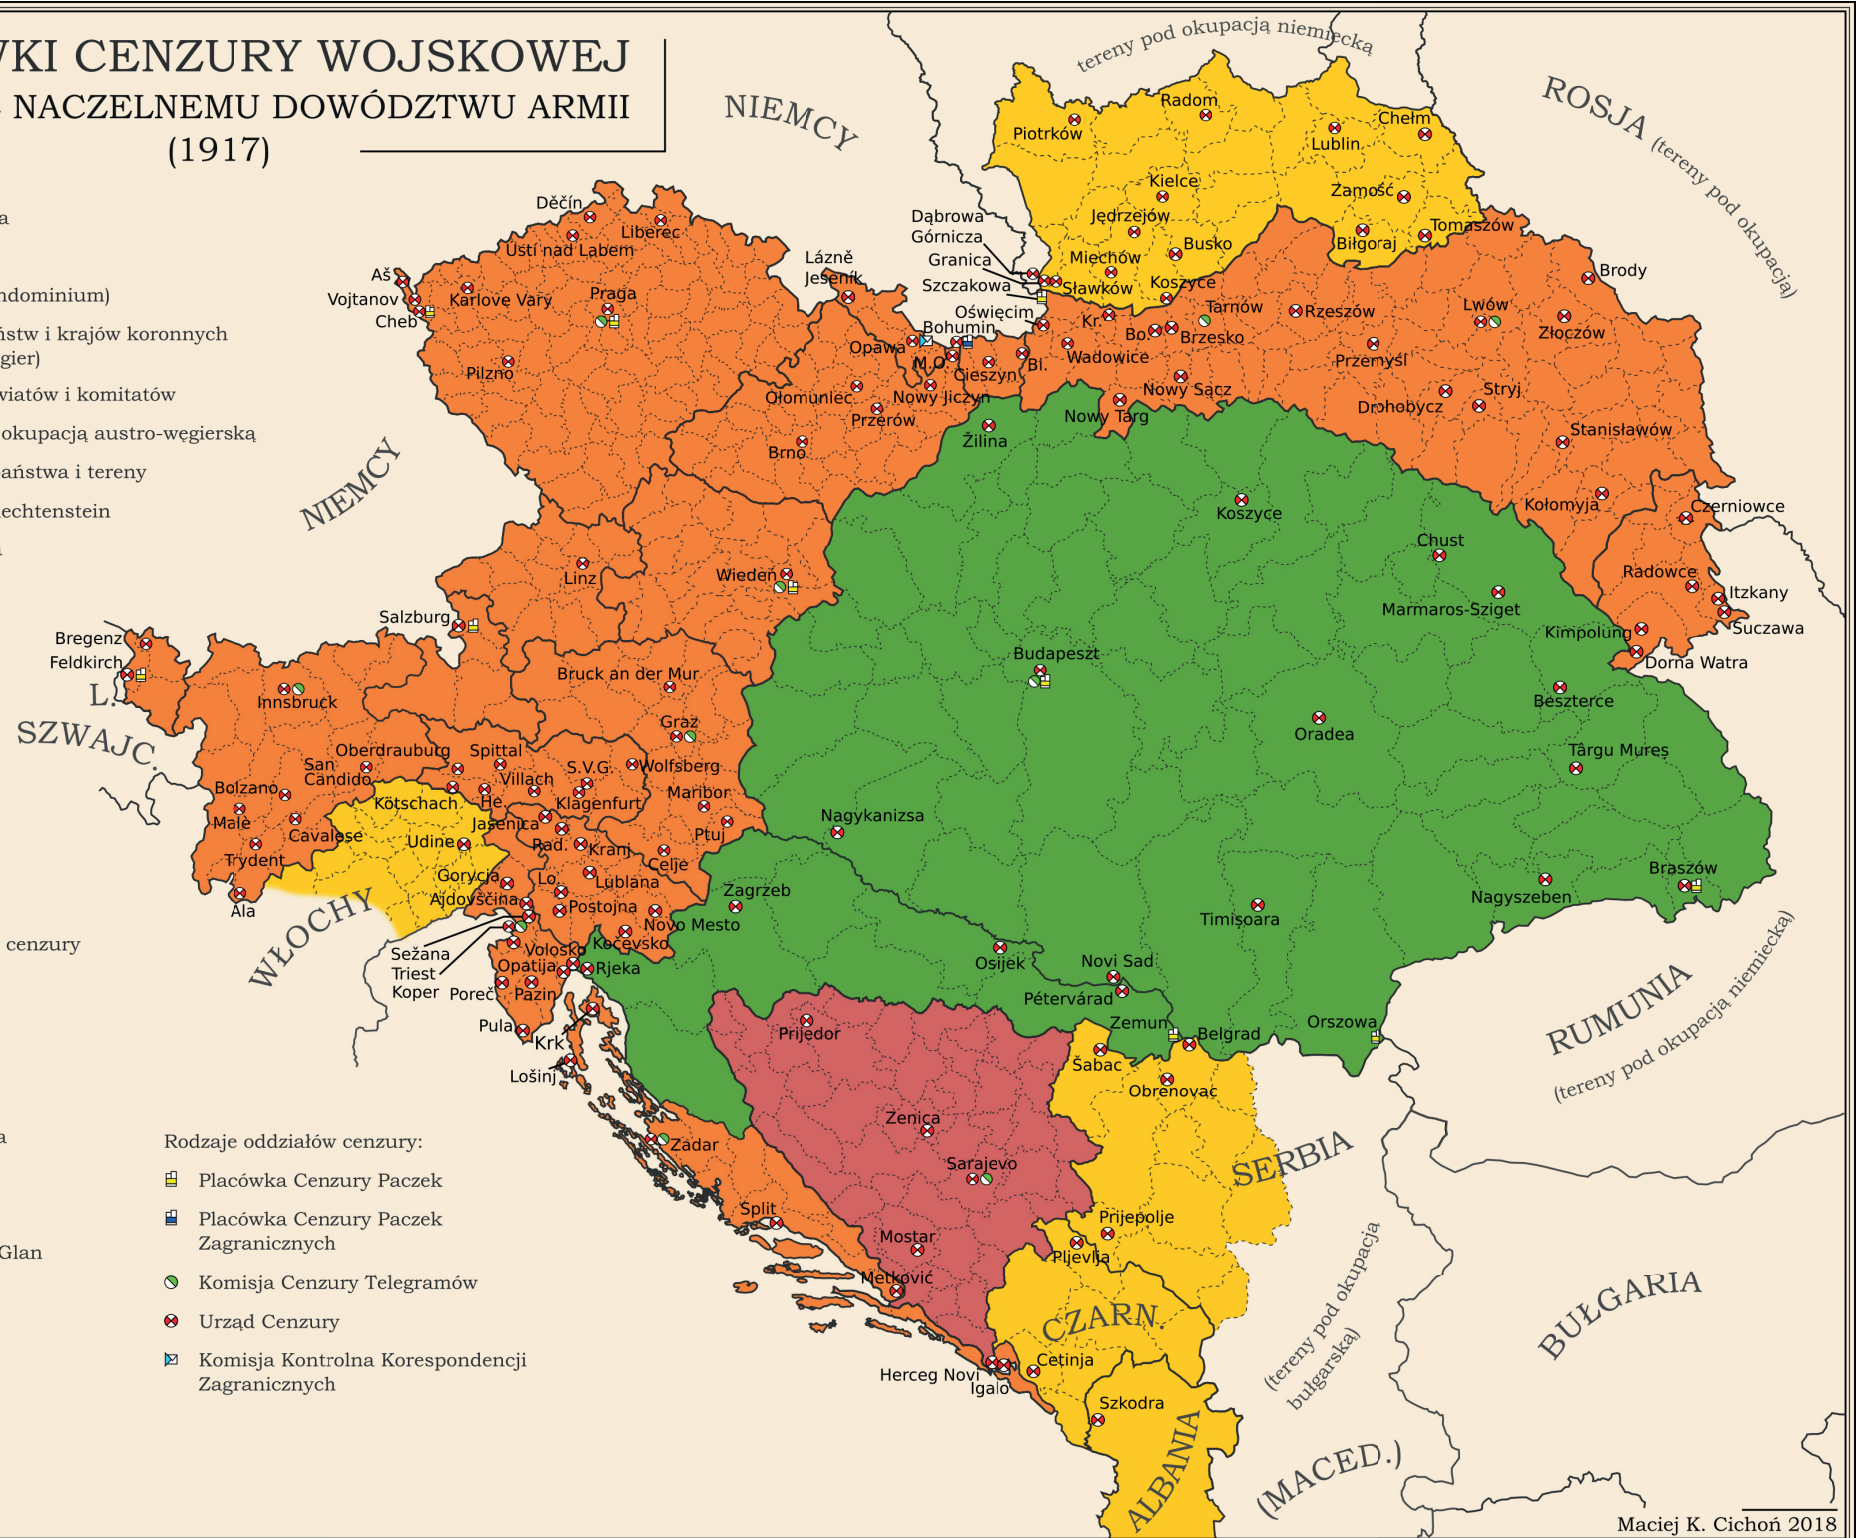 WKI CENZURY WOJSKOWEJ
NACZELNEMU DOWÓDZTWU ARMII
(1917)
a
ndominium)
ństw i krajów koronnych
gier)
wiatów i komitatów
okupacją austro-węgierską
państwa i tereny
echtenstein
cenzury
a
Glan
Rodzaje oddziałów cenzury:
Placówka Cenzury Paczek
Placówka Cenzury Paczek
Zagranicznych
Komisja Cenzury Telegramów
Urząd Cenzury
Komisja Kontrolna Korespondencji
Zagranicznych
NIEMCY
tereny pod okupacją niemiecką
ROSJA (tereny pod okupacją)
Piotrków
Radom
Lublin
Chełm
Kielce
Zamość
Jędrzejów
Busko
Biłgoraj
Tomaszów
Miechów
Dąbrowa
Górnicza
Granica
Szczakowa
Sławków
Koszyce
Oświęcim
Bohumin
Děčín
Liberec
Ústí nad Labem
Aš
Vojtanov
Cheb
Karlove Vary
Praga
Pilzno
Lázně
Jeseník
Opawa
M.O.
Cieszyn
Bl.
Kr.
Bo.
Brzesko
Tarnów
Rzeszów
Wadowice
Nowy Sącz
Nowy Targ
Przemyśl
Lwów
Brody
Złoczów
Drohobycz
Stryj
Stanisławów
Kołomyja
Czerniowce
Radowce
Itzkany
Suczawa
Kimpolung
Dorna Watra
Ołomuniec
Nowy Jiczyn
Przerów
Brno
Žilina
NIEMCY
Koszyce
Chust
Marmaros-Sziget
Linz
Wiedeń
Salzburg
Bregenz
Feldkirch
L.
SZWAJC.
Innsbruck
Bruck an der Mur
Graz
Budapeszt
Oradea
Beszterce
Târgu Mureș
Oberdrauburg
San
Candido
Spittal
Villach
S.V.G.
Wolfsberg
Klagenfurt
Maribor
Ptuj
Bolzano
Malè
Cavalese
Trydent
Ala
Kötschach
He.
Jasenica
Udine
Rad.
Kranj
Celje
Gorycja
Lo.
Lublana
Ajdovščina
Postojna
Novo Mesto
Kočevsko
Sežana
Triest
Koper
Volosko
Opatija
Rjeka
Poreč
Pazin
Pula
Krk
Lošinj
WŁOCHY
Nagykanizsa
Zagrzeb
Osijek
Novi Sad
Pétervárad
Zemun
Belgrad
Timișoara
Orszowa
Nagyszeben
Braszów
RUMUNIA
(tereny pod okupacją niemiecką)
Prijedor
Šabac
Obrenovac
Zenica
Sarajevo
Mostar
Zadar
Split
Metković
SERBIA
Prijepolje
Pljevlja
CZARN.
Herceg Novi
Igalo
Cetinja
Szkodra
ALBANIA
(tereny pod okupacją
bułgarską)
(MACED.)
BUŁGARIA
Maciej K. Cichoń 2018